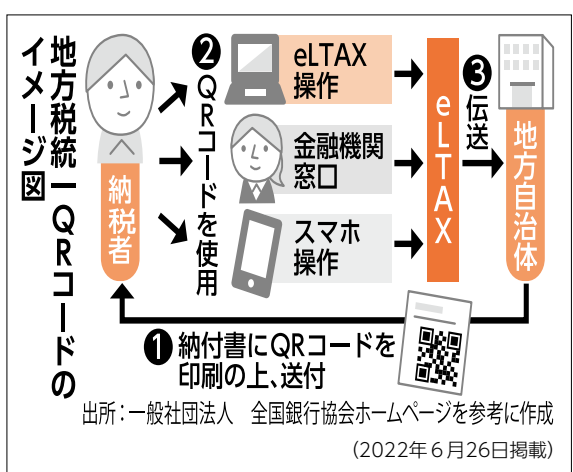 地方税統一QRコードの
イメージ図
納税者
❷QRコードを使用
eLTAX
操作
金融機関
窓口
スマホ
操作
eLTAX
❸伝送
地方自治体
❶納付書にQRコードを
印刷の上、送付
出所：一般社団法人　全国銀行協会ホームページを参考に作成
（2022年６月26日掲載）